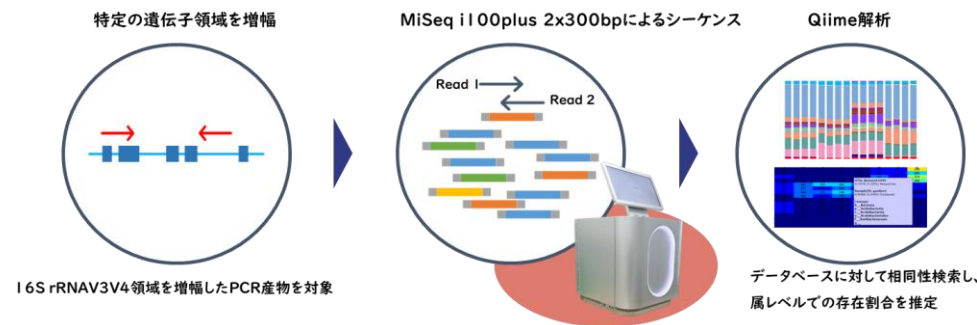 特定の遺伝子領域を増幅
MiSeq i100plus 2x300bpによるシーケンス
Qiime解析
Read 1
Read 2
16S rRNAV3V4領域を増幅したPCR産物を対象
データベースに対して相同性検索し、
属レベルでの存在割合を推定